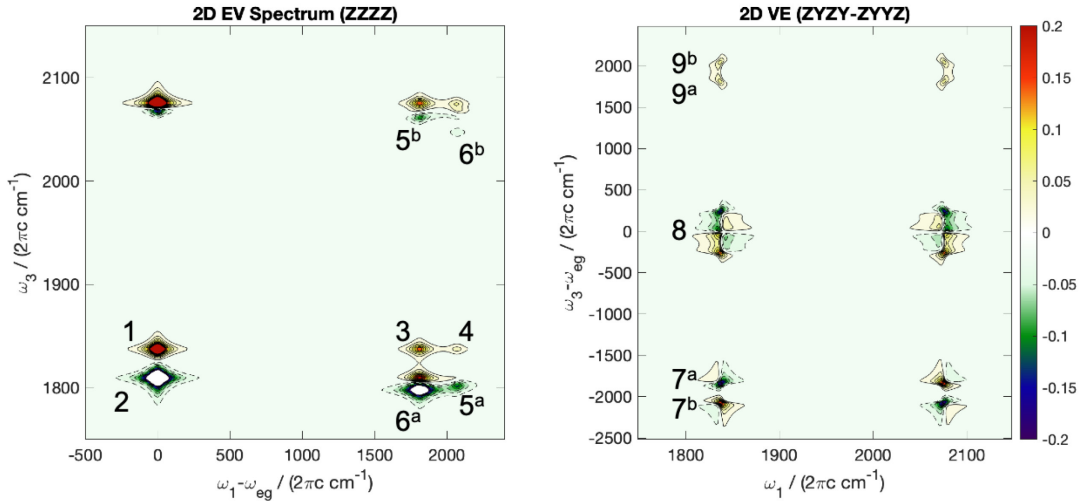 2D EV Spectrum (ZZZZ)
2100
2000
1900
1800
ω₃ / (2πc cm⁻¹)
5ᵇ
6ᵇ
1
3
4
2
6ᵃ
5ᵃ
-500
0
500
1000
1500
2000
ω₁-ω_eg / (2πc cm⁻¹)
2D VE (ZYZY-ZYYZ)
2000
1500
1000
500
0
-500
-1000
-1500
-2000
-2500
ω₃-ω_eg / (2πc cm⁻¹)
9ᵇ
9ᵃ
8
7ᵃ
7ᵇ
1800
1900
2000
2100
ω₁ / (2πc cm⁻¹)
0.2
0.15
0.1
0.05
0
-0.05
-0.1
-0.15
-0.2